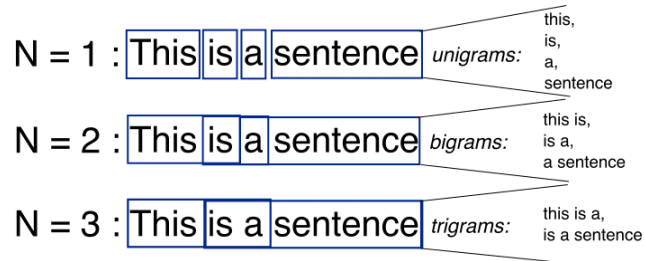 N = 1 : This is a sentence
unigrams:
this,
is,
a,
sentence
N = 2 : This is a sentence
bigrams:
this is,
is a,
a sentence
N = 3 : This is a sentence
trigrams:
this is a,
is a sentence